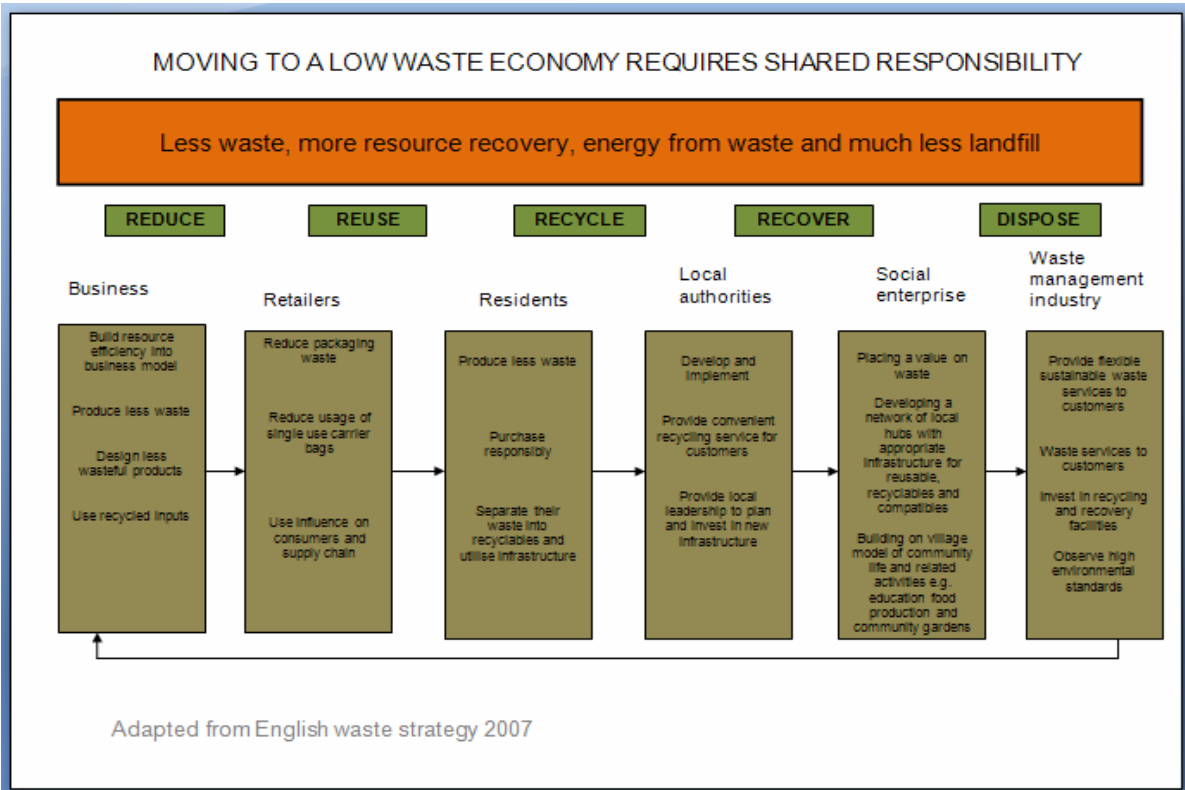 MOVING TO A LOW WASTE ECONOMY REQUIRES SHARED RESPONSIBILITY
Less waste, more resource recovery, energy from waste and much less landfill
REDUCE
REUSE
RECYCLE
RECOVER
DISPOSE
Business
Build resource
efficiency into
business model
Produce less waste
Design less
wasteful products
Use recycled inputs
Retailers
Reduce packaging
waste
Reduce usage of
single use carrier
bags
Use influence on
consumers and
supply chain
Residents
Produce less waste
Purchase
responsibly
Separate their
waste into
recyclables and
utilise infrastructure
Local
authorities
Develop and
implement
Provide convenient
recycling service for
customers
Provide local
leadership to plan
and invest in new
infrastructure
Social
enterprise
Placing a value on
waste
Developing a
network of local
hubs with
appropriate
infrastructure for
reusable,
recyclables and
compatibles
Building on village
model of community
life and related
activities e.g.
education food
production and
community gardens
Waste
management
industry
Provide flexible
sustainable waste
services to
customers
Waste services to
customers
Invest in recycling
and recovery
facilities
Observe high
environmental
standards
Adapted from English waste strategy 2007